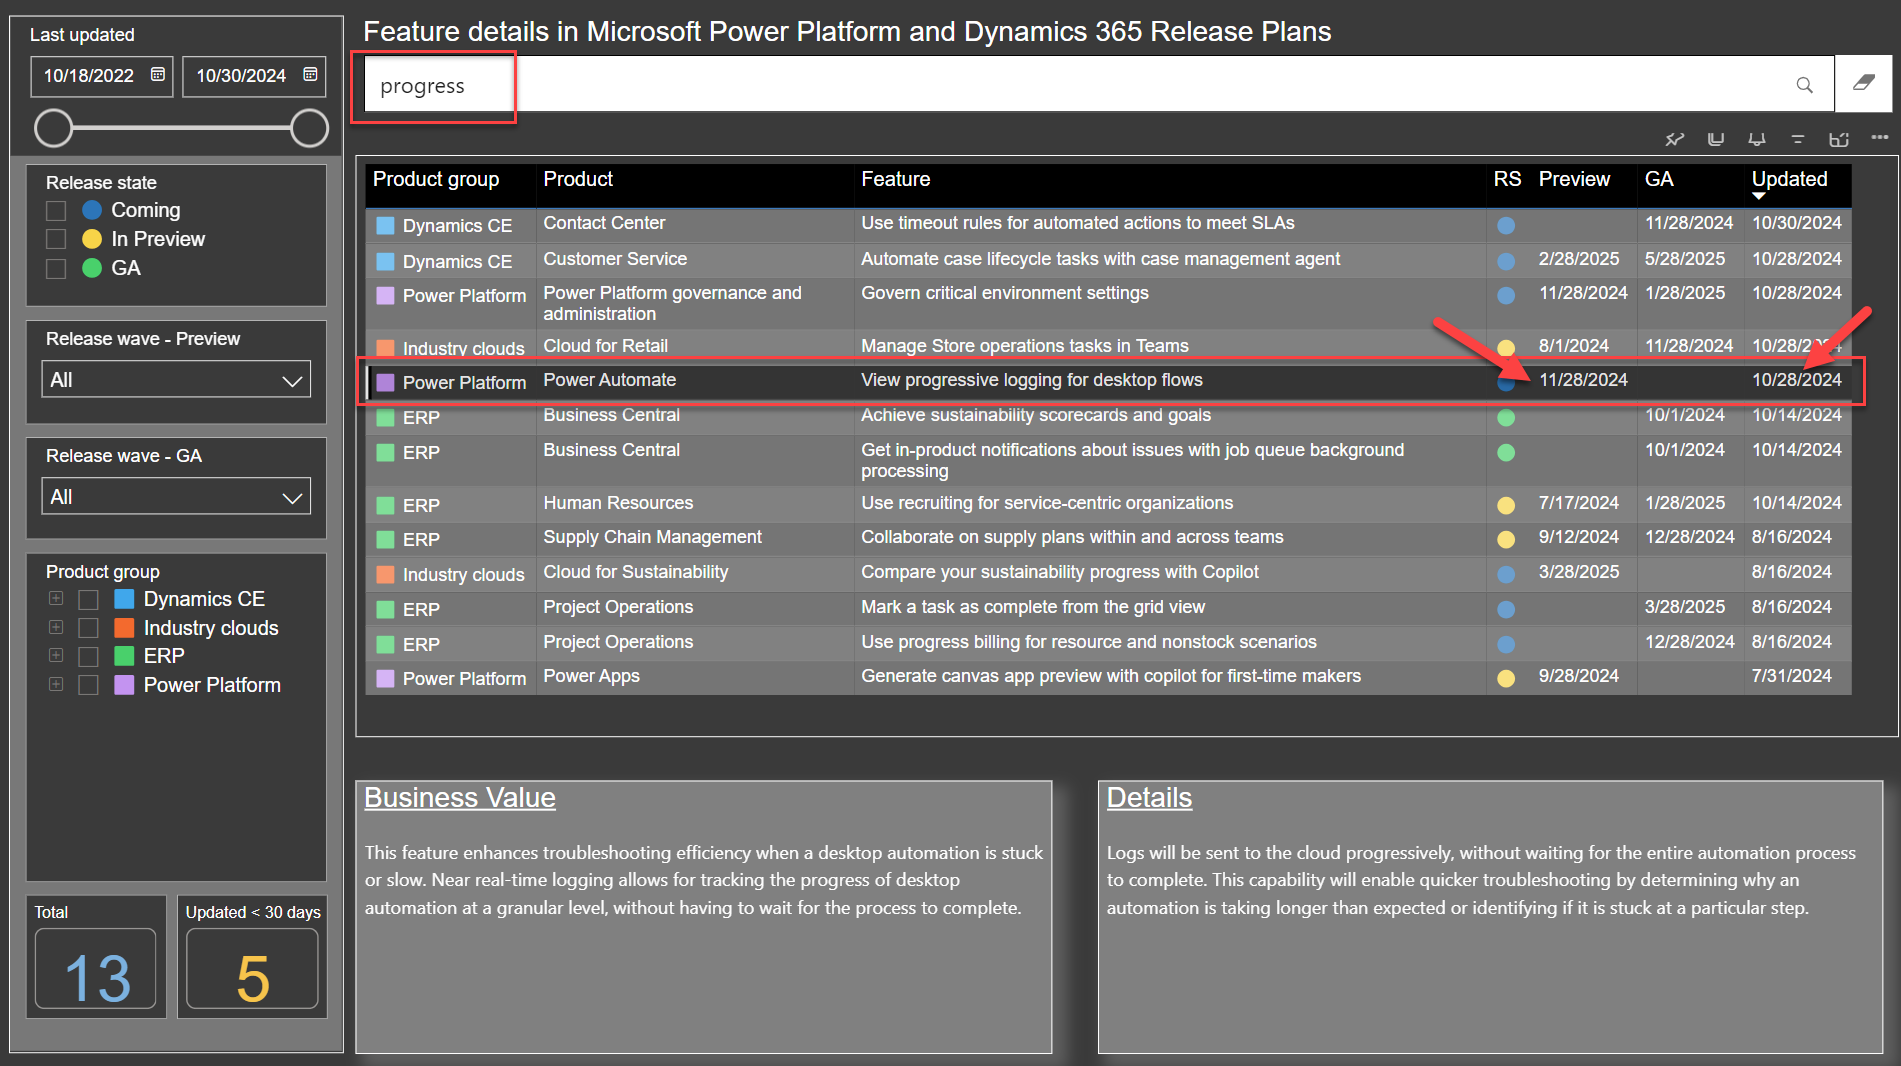 Feature details in Microsoft Power Platform and Dynamics 365 Release Plans
Last updated
10/18/2022
10/30/2024
progress
Release state
Coming
In Preview
GA
Release wave - Preview
All
Release wave - GA
All
Product group
Dynamics CE
Industry clouds
ERP
Power Platform
Total
13
Updated < 30 days
5
Product group Product Feature RS Preview GA Updated
Dynamics CE Contact Center Use timeout rules for automated actions to meet SLAs 11/28/2024 10/30/2024
Dynamics CE Customer Service Automate case lifecycle tasks with case management agent 2/28/2025 5/28/2025 10/28/2024
Power Platform Power Platform governance and Govern critical environment settings 11/28/2024 1/28/2025 10/28/2024
administration
Industry clouds Cloud for Retail Manage Store operations tasks in Teams 8/1/2024 11/28/2024 10/28/2024
Power Platform Power Automate View progressive logging for desktop flows 11/28/2024 10/28/2024
ERP Business Central Achieve sustainability scorecards and goals 10/1/2024 10/14/2024
ERP Business Central Get in-product notifications about issues with job queue background 10/1/2024 10/14/2024
processing
ERP Human Resources Use recruiting for service-centric organizations 7/17/2024 1/28/2025 10/14/2024
ERP Supply Chain Management Collaborate on supply plans within and across teams 9/12/2024 12/28/2024 8/16/2024
Industry clouds Cloud for Sustainability Compare your sustainability progress with Copilot 3/28/2025 8/16/2024
ERP Project Operations Mark a task as complete from the grid view 3/28/2025 8/16/2024
ERP Project Operations Use progress billing for resource and nonstock scenarios 12/28/2024 8/16/2024
Power Platform Power Apps Generate canvas app preview with copilot for first-time makers 9/28/2024 7/31/2024
Business Value
This feature enhances troubleshooting efficiency when a desktop automation is stuck
or slow. Near real-time logging allows for tracking the progress of desktop
automation at a granular level, without having to wait for the process to complete.
Details
Logs will be sent to the cloud progressively, without waiting for the entire automation process
to complete. This capability will enable quicker troubleshooting by determining why an
automation is taking longer than expected or identifying if it is stuck at a particular step.